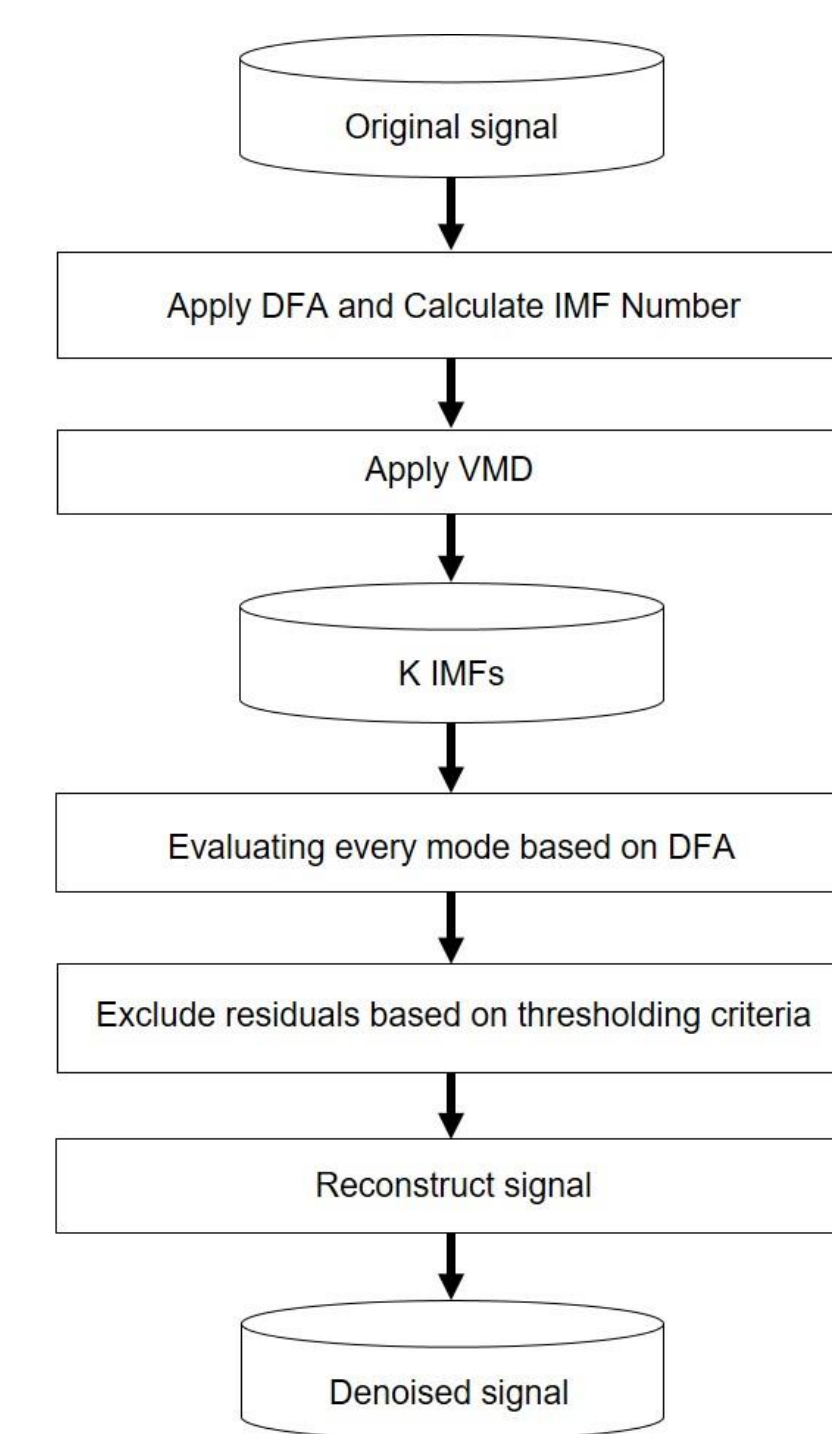 Original signal
Apply DFA and Calculate IMF Number
Apply VMD
K IMFs
Evaluating every mode based on DFA
Exclude residuals based on thresholding criteria
Reconstruct signal
Denoised signal